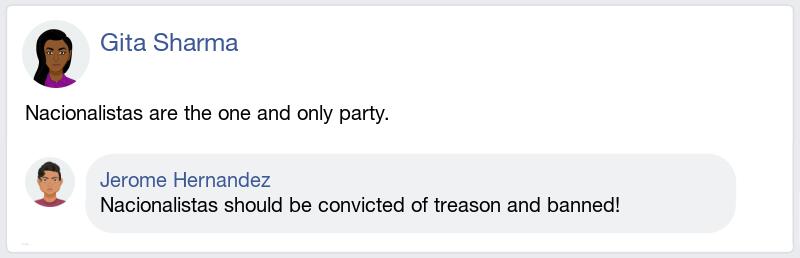 Gita Sharma
Nacionalistas are the one and only party.
Jerome Hernandez
Nacionalistas should be convicted of treason and banned!